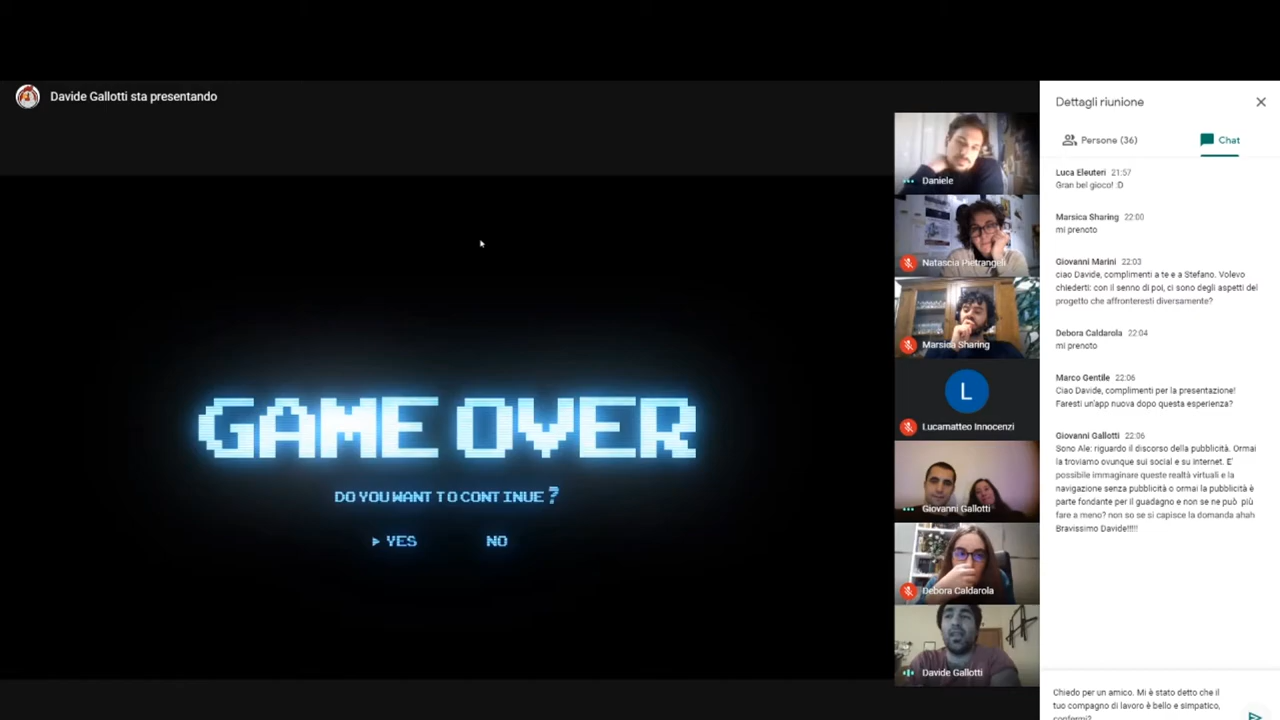 Davide Gallotti sta presentando
GAME OVER
DO YOU WANT TO CONTINUE ?
▸ YES NO
Daniele
Natascia Pietrangeli
Marsica Sharing
L
Lucamatteo Innocenzi
Giovanni Gallotti
Debora Caldarola
Davide Gallotti
Dettagli riunione
Persone (36) Chat
Luca Eleuteri 21:57
Gran bel gioco! :D
Marsica Sharing 22:00
mi prenoto
Giovanni Marini 22:03
ciao Davide, complimenti a te e a Stefano. Volevo
chiederti: con il senno di poi, ci sono degli aspetti del
progetto che affronteresti diversamente?
Debora Caldarola 22:04
mi prenoto
Marco Gentile 22:06
Ciao Davide, complimenti per la presentazione!
Faresti un'app nuova dopo questa esperienza?
Giovanni Gallotti 22:06
Sono Ale: riguardo il discorso della pubblicità. Ormai
la troviamo ovunque sui social e su internet. E'
possibile immaginare queste realtà virtuali e la
navigazione senza pubblicità o ormai la pubblicità è
parte fondante per il guadagno e non se ne può più
fare a meno? non so se si capisce la domanda ahah
Bravissimo Davide!!!!!
Chiedo per un amico. Mi è stato detto che il
tuo compagno di lavoro è bello e simpatico,
confermi?